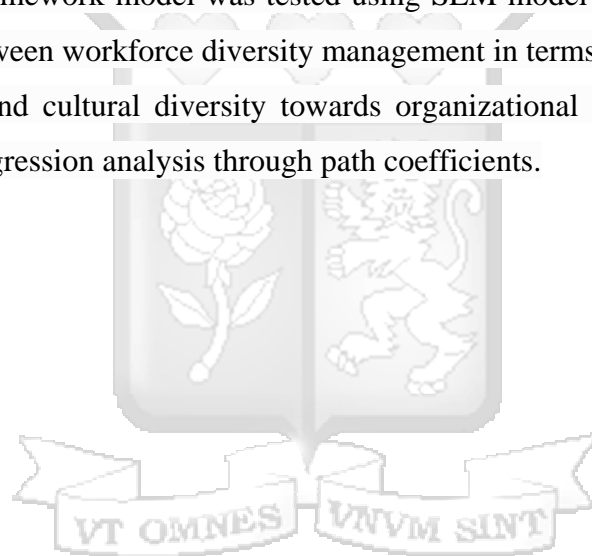 mework model was tested using SEM model
ween workforce diversity management in terms
nd cultural diversity towards organizational
gression analysis through path coefficients.
VT OMNES VNVM SINT